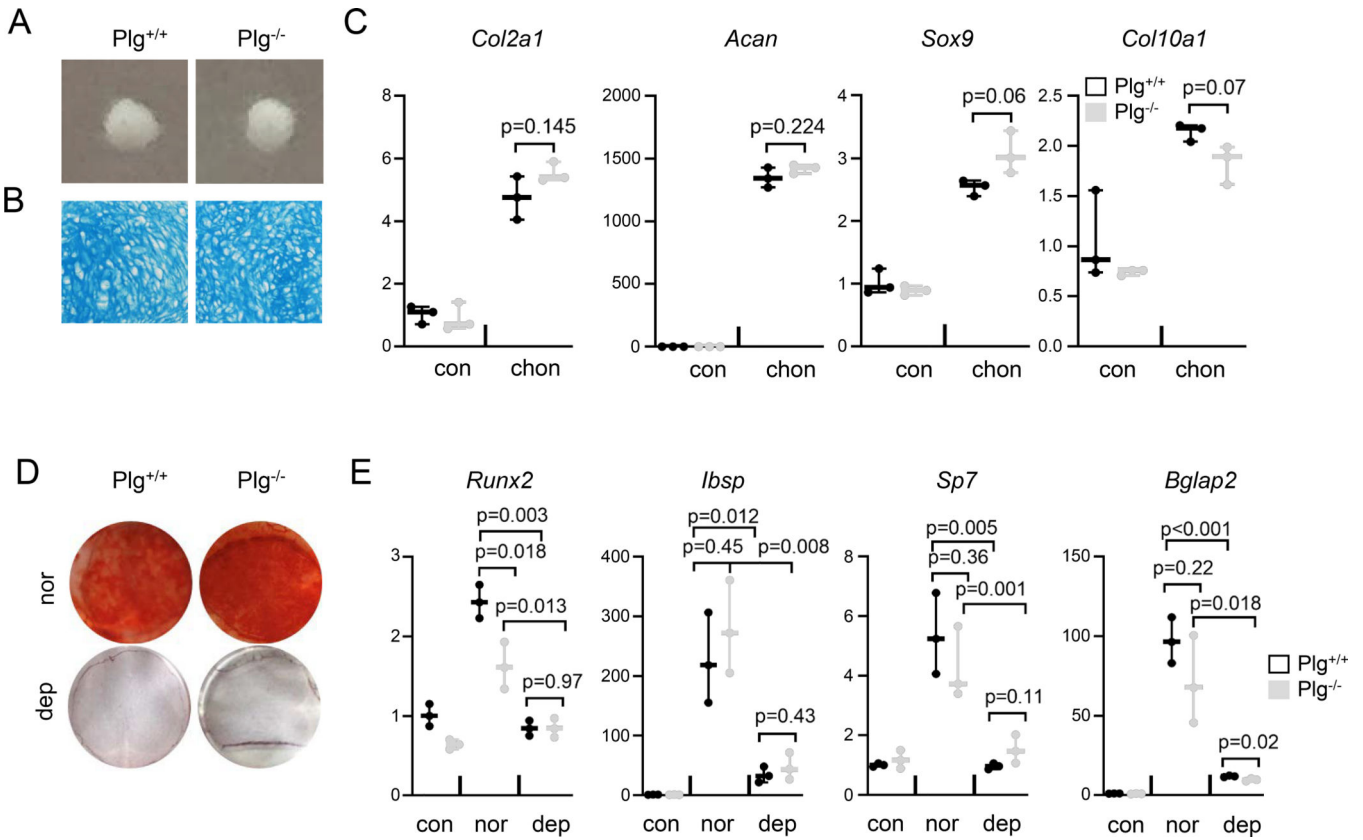 A
Plg+/+ Plg-/-
B
C
Col2a1 Acan Sox9 Col10a1
8
6
4
2
0
p=0.145
con chon
2000
1500
1000
500
0
p=0.224
con chon
4
3
2
1
0
p=0.06
con chon
2.5
2.0
1.5
1.0
0.5
0.0
Plg+/+
Plg-/-
p=0.07
con chon
D
Plg+/+ Plg-/-
nor
dep
E
Runx2 Ibsp Sp7 Bglap2
3
2
1
0
p=0.003
p=0.018
p=0.013
p=0.97
con nor dep
400
300
200
100
0
p=0.012
p=0.45 p=0.008
p=0.43
con nor dep
8
6
4
2
0
p=0.005
p=0.36
p=0.001
p=0.11
con nor dep
150
100
50
0
p<0.001
p=0.22
p=0.018
p=0.02
con nor dep
Plg+/+
Plg-/-